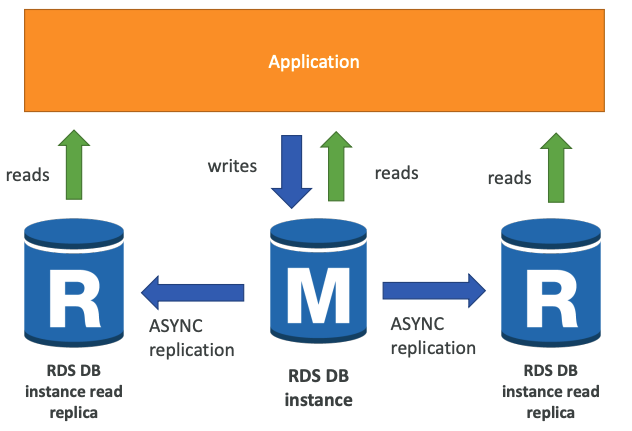 Application
reads
writes
reads
reads
R
M
R
ASYNC
replication
ASYNC
replication
RDS DB
instance read
replica
RDS DB
instance
RDS DB
instance read
replica